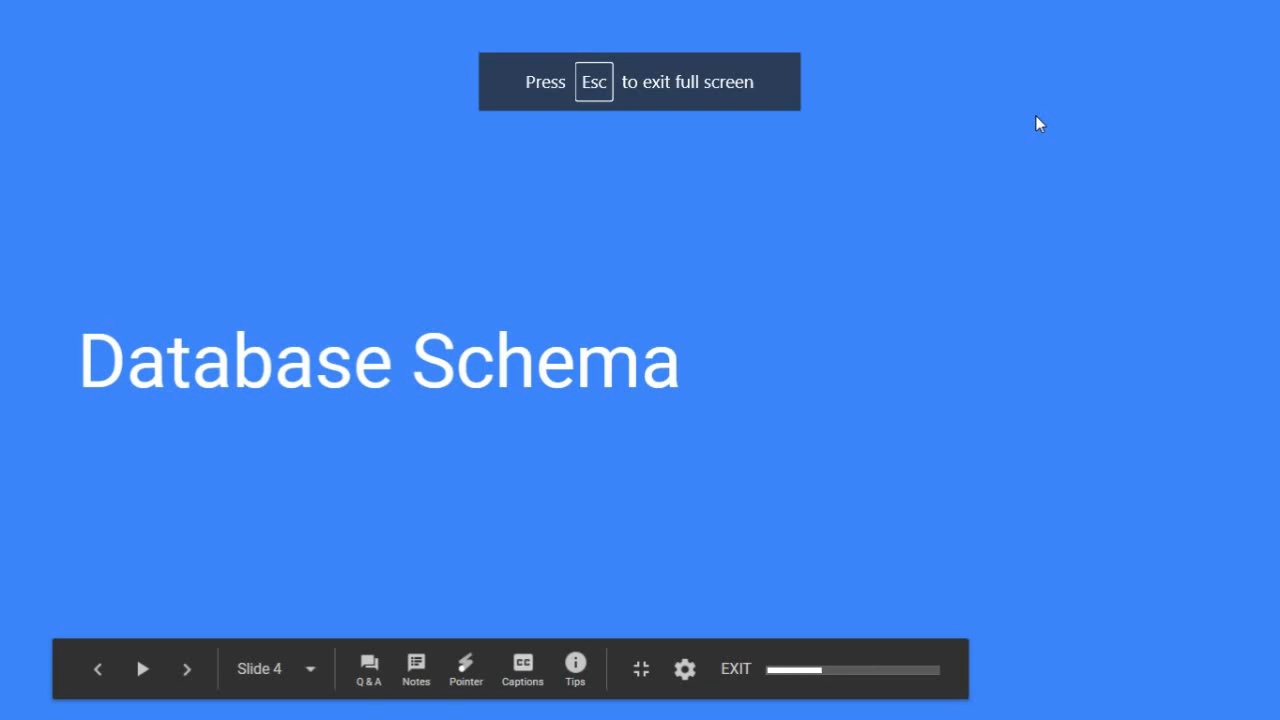 Press Esc to exit full screen
Database Schema
Slide 4 Q & A Notes Pointer Captions Tips EXIT